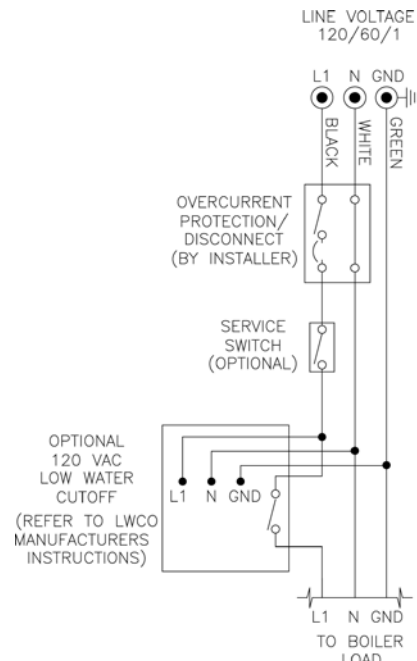 LINE VOLTAGE
120/60/1
L1 N GND
BLACK
WHITE
GREEN
OVERCURRENT
PROTECTION/
DISCONNECT
(BY INSTALLER)
SERVICE
SWITCH
(OPTIONAL)
OPTIONAL
120 VAC
LOW WATER
CUTOFF
(REFER TO LWCO
MANUFACTURERS
INSTRUCTIONS)
L1 N GND
L1 N GND
TO BOILER
LOAD